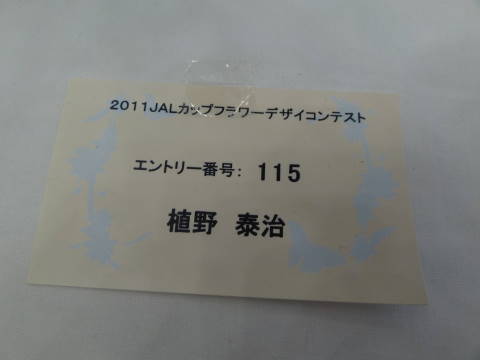 2011JALカップフラワーデザイコンテスト
エントリー番号: 115
植野 泰治